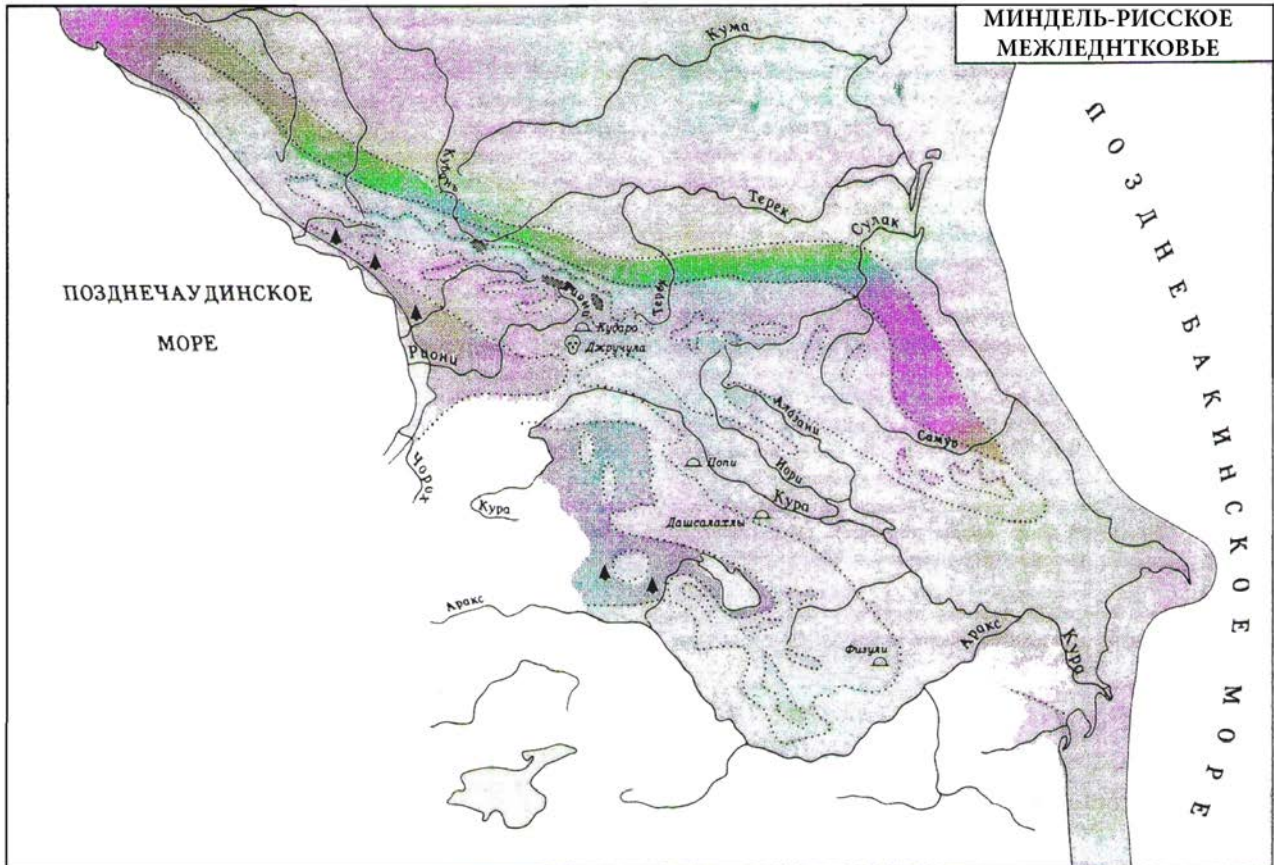 МИНДЕЛЬ-РИССКОЕ
МЕЖЛЕДНТКОВЬЕ
Кума
ПОЗДНЕБАКИНСКОЕ МОРЕ
Кубань
Терек
Сулак
ПОЗДНЕЧАУДИНСКОЕ
МОРЕ
Риони
Терек
Кударо
Джручула
Риони
Алазани
Самур
Чорох
Цопи
Иори
Кура
Кура
Дашсалахлы
Аракс
Аракс
Кура
Физули